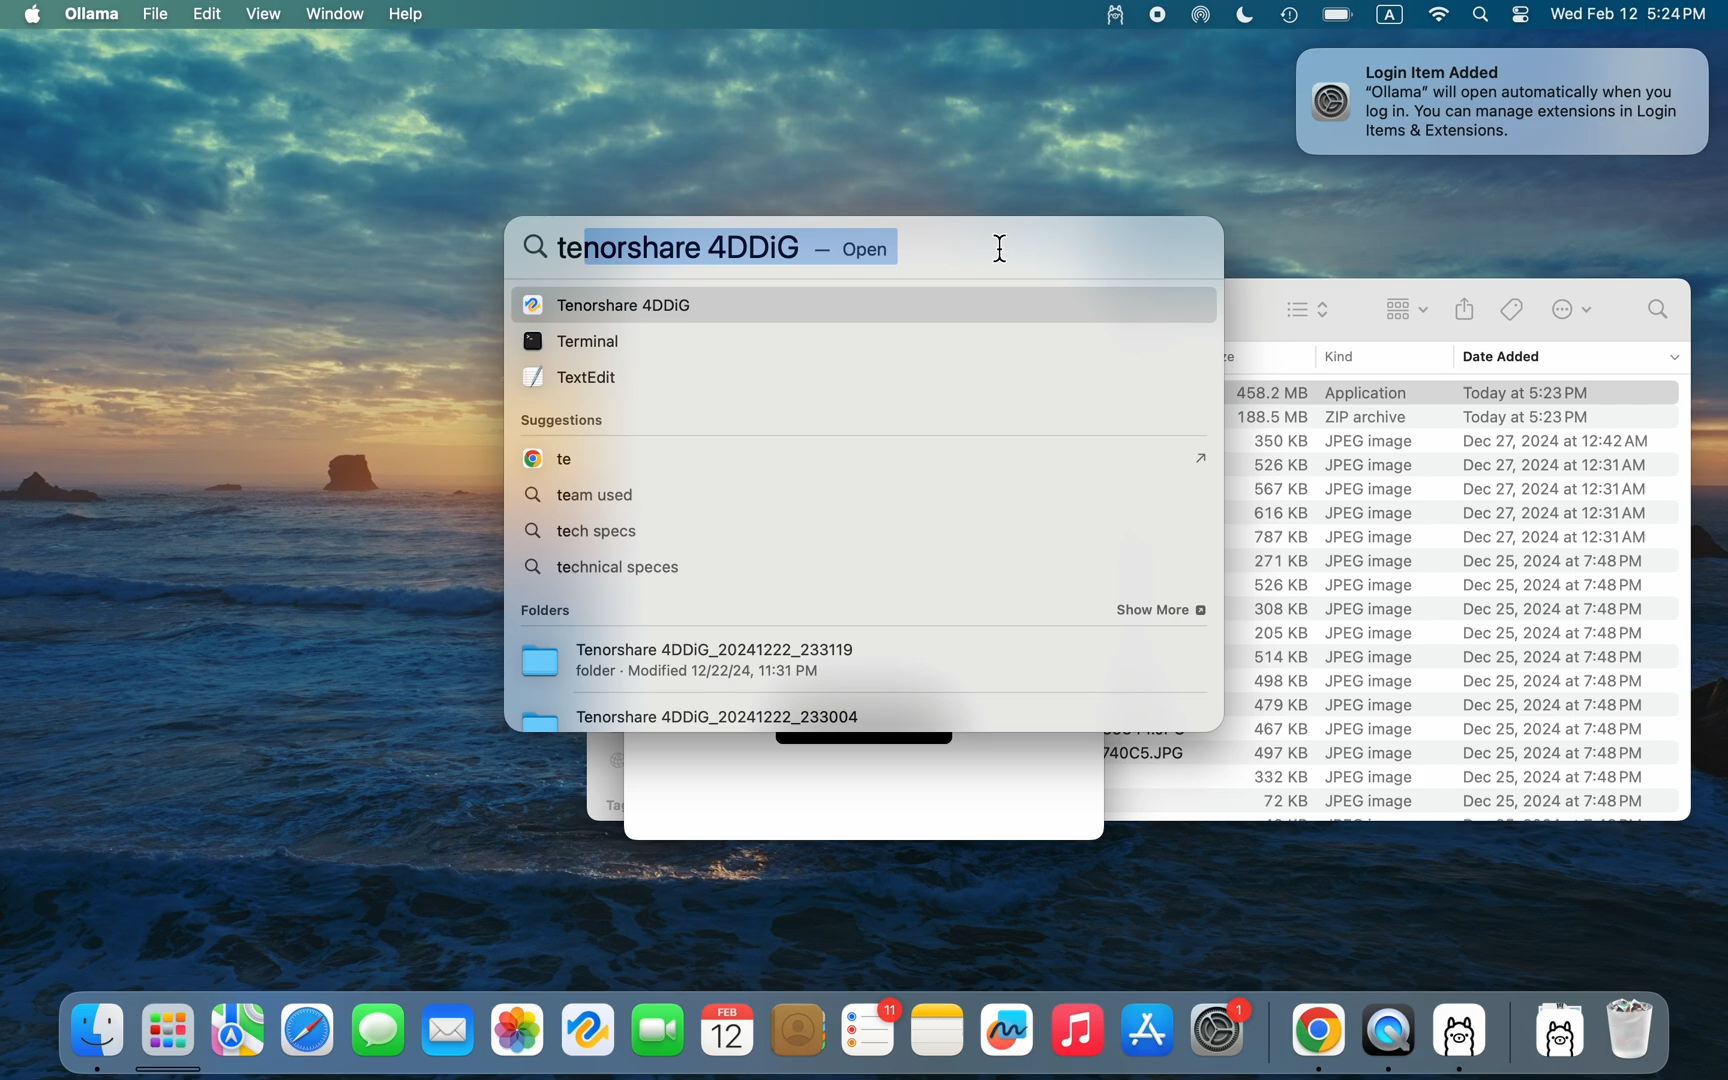 Ollama File Edit View Window Help A Wed Feb 12 5:24 PM
Login Item Added
“Ollama” will open automatically when you
log in. You can manage extensions in Login
Items & Extensions.
tenorshare 4DDiG – Open
Tenorshare 4DDiG
Terminal
TextEdit
Suggestions
te
team used
tech specs
technical speces
Folders Show More
Tenorshare 4DDiG_20241222_233119
folder · Modified 12/22/24, 11:31 PM
Tenorshare 4DDiG_20241222_233004
Kind Date Added
458.2 MB Application Today at 5:23 PM
188.5 MB ZIP archive Today at 5:23 PM
350 KB JPEG image Dec 27, 2024 at 12:42 AM
526 KB JPEG image Dec 27, 2024 at 12:31 AM
567 KB JPEG image Dec 27, 2024 at 12:31 AM
616 KB JPEG image Dec 27, 2024 at 12:31 AM
787 KB JPEG image Dec 27, 2024 at 12:31 AM
271 KB JPEG image Dec 25, 2024 at 7:48 PM
526 KB JPEG image Dec 25, 2024 at 7:48 PM
308 KB JPEG image Dec 25, 2024 at 7:48 PM
205 KB JPEG image Dec 25, 2024 at 7:48 PM
514 KB JPEG image Dec 25, 2024 at 7:48 PM
498 KB JPEG image Dec 25, 2024 at 7:48 PM
479 KB JPEG image Dec 25, 2024 at 7:48 PM
467 KB JPEG image Dec 25, 2024 at 7:48 PM
740C5.JPG 497 KB JPEG image Dec 25, 2024 at 7:48 PM
332 KB JPEG image Dec 25, 2024 at 7:48 PM
72 KB JPEG image Dec 25, 2024 at 7:48 PM
FEB
12
11
1